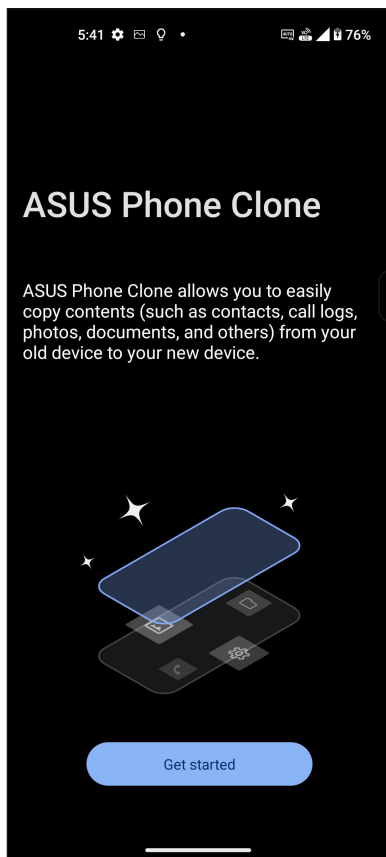 5:41 76%
ASUS Phone Clone
ASUS Phone Clone allows you to easily
copy contents (such as contacts, call logs,
photos, documents, and others) from your
old device to your new device.
Get started